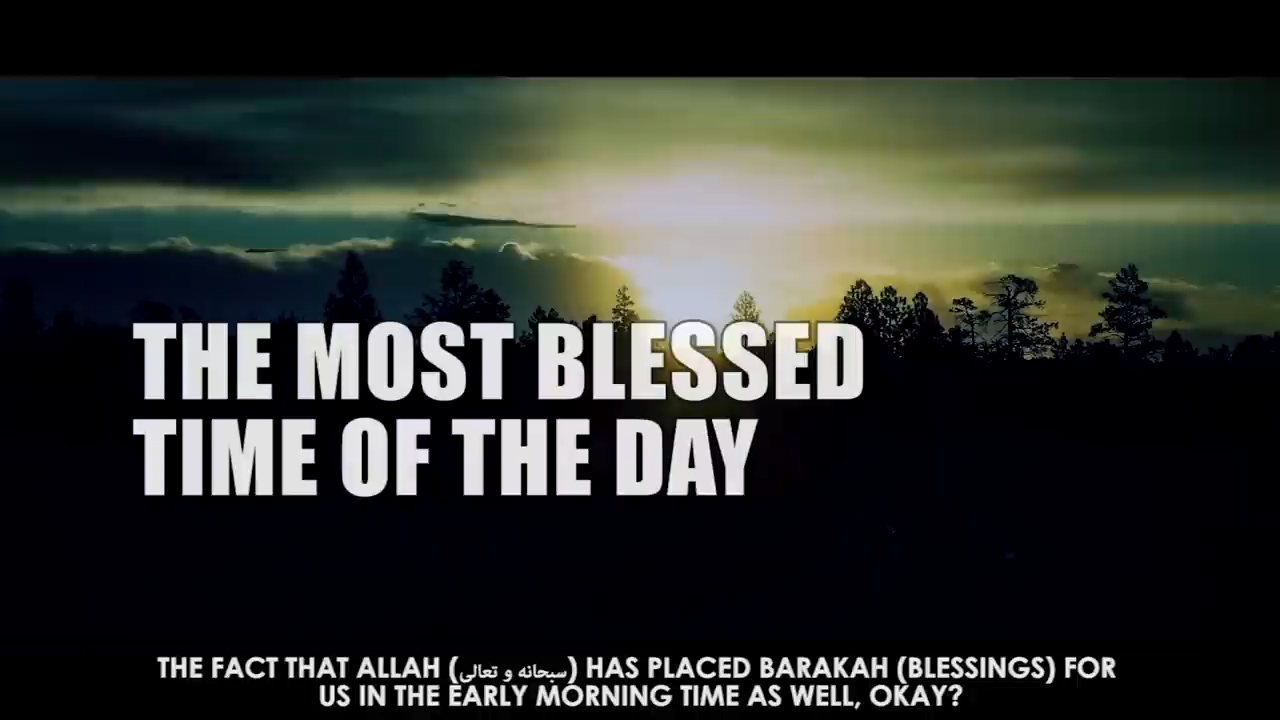 THE MOST BLESSED
TIME OF THE DAY
THE FACT THAT ALLAH (سبحانه و تعالى) HAS PLACED BARAKAH (BLESSINGS) FOR
US IN THE EARLY MORNING TIME AS WELL, OKAY?